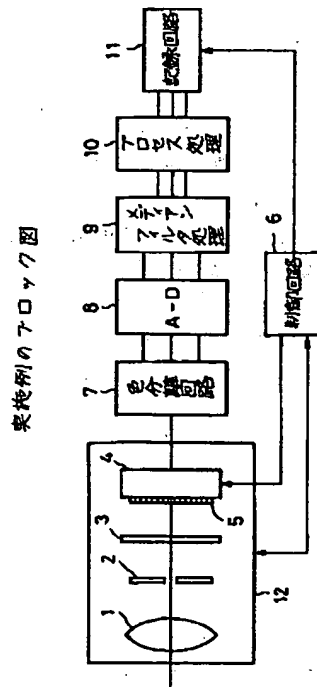 実施例のブロック図
1
2
3
4
5
12
7
色分離回路
8
A-D
9
メディアン
フィルタ処理
10
プロセス処理
11
記録回路
6
制御回路